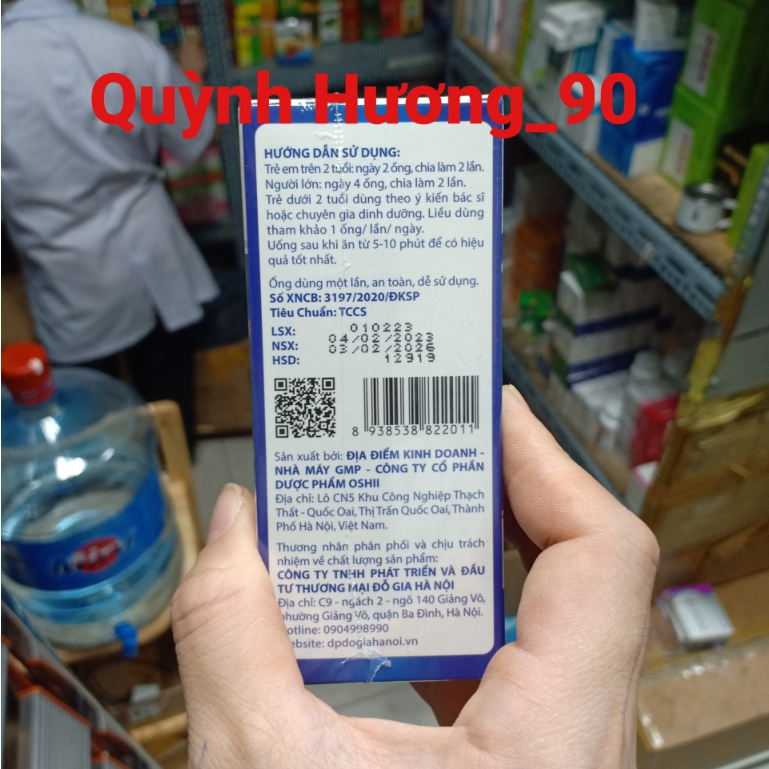 Quỳnh Hương_90
HƯỚNG DẪN SỬ DỤNG:
Trẻ em trên 2 tuổi: ngày 2 ống, chia làm 2 lần.
Người lớn: ngày 4 ống, chia làm 2 lần.
Trẻ dưới 2 tuổi dùng theo ý kiến bác sĩ
hoặc chuyên gia dinh dưỡng. Liều dùng
tham khảo 1 ống/ lần/ ngày.
Uống sau khi ăn từ 5-10 phút để có hiệu
quả tốt nhất.
Ống dùng một lần, an toàn, dễ sử dụng.
Số XNCB: 3197/2020/ĐKSP
Tiêu Chuẩn: TCCS
LSX: 010223
NSX: 04/02/2023
HSD: 03/02/2026
12919
8 938538 822011
Sản xuất bởi: ĐỊA ĐIỂM KINH DOANH -
NHÀ MÁY GMP - CÔNG TY CỔ PHẦN
DƯỢC PHẨM OSHII
Địa chỉ: Lô CN5 Khu Công Nghiệp Thạch
Thất - Quốc Oai, Thị Trấn Quốc Oai, Thành
Phố Hà Nội, Việt Nam.
Thương nhân phân phối và chịu trách
nhiệm về chất lượng sản phẩm:
CÔNG TY TNHH PHÁT TRIỂN VÀ ĐẦU
TƯ THƯƠNG MẠI ĐỖ GIA HÀ NỘI
Địa chỉ: C9 - ngách 2 - ngõ 140 Giảng Võ,
phường Giảng Võ, quận Ba Đình, Hà Nội.
Hotline: 0904998990
ebsite: dpdogiahanoi.vn